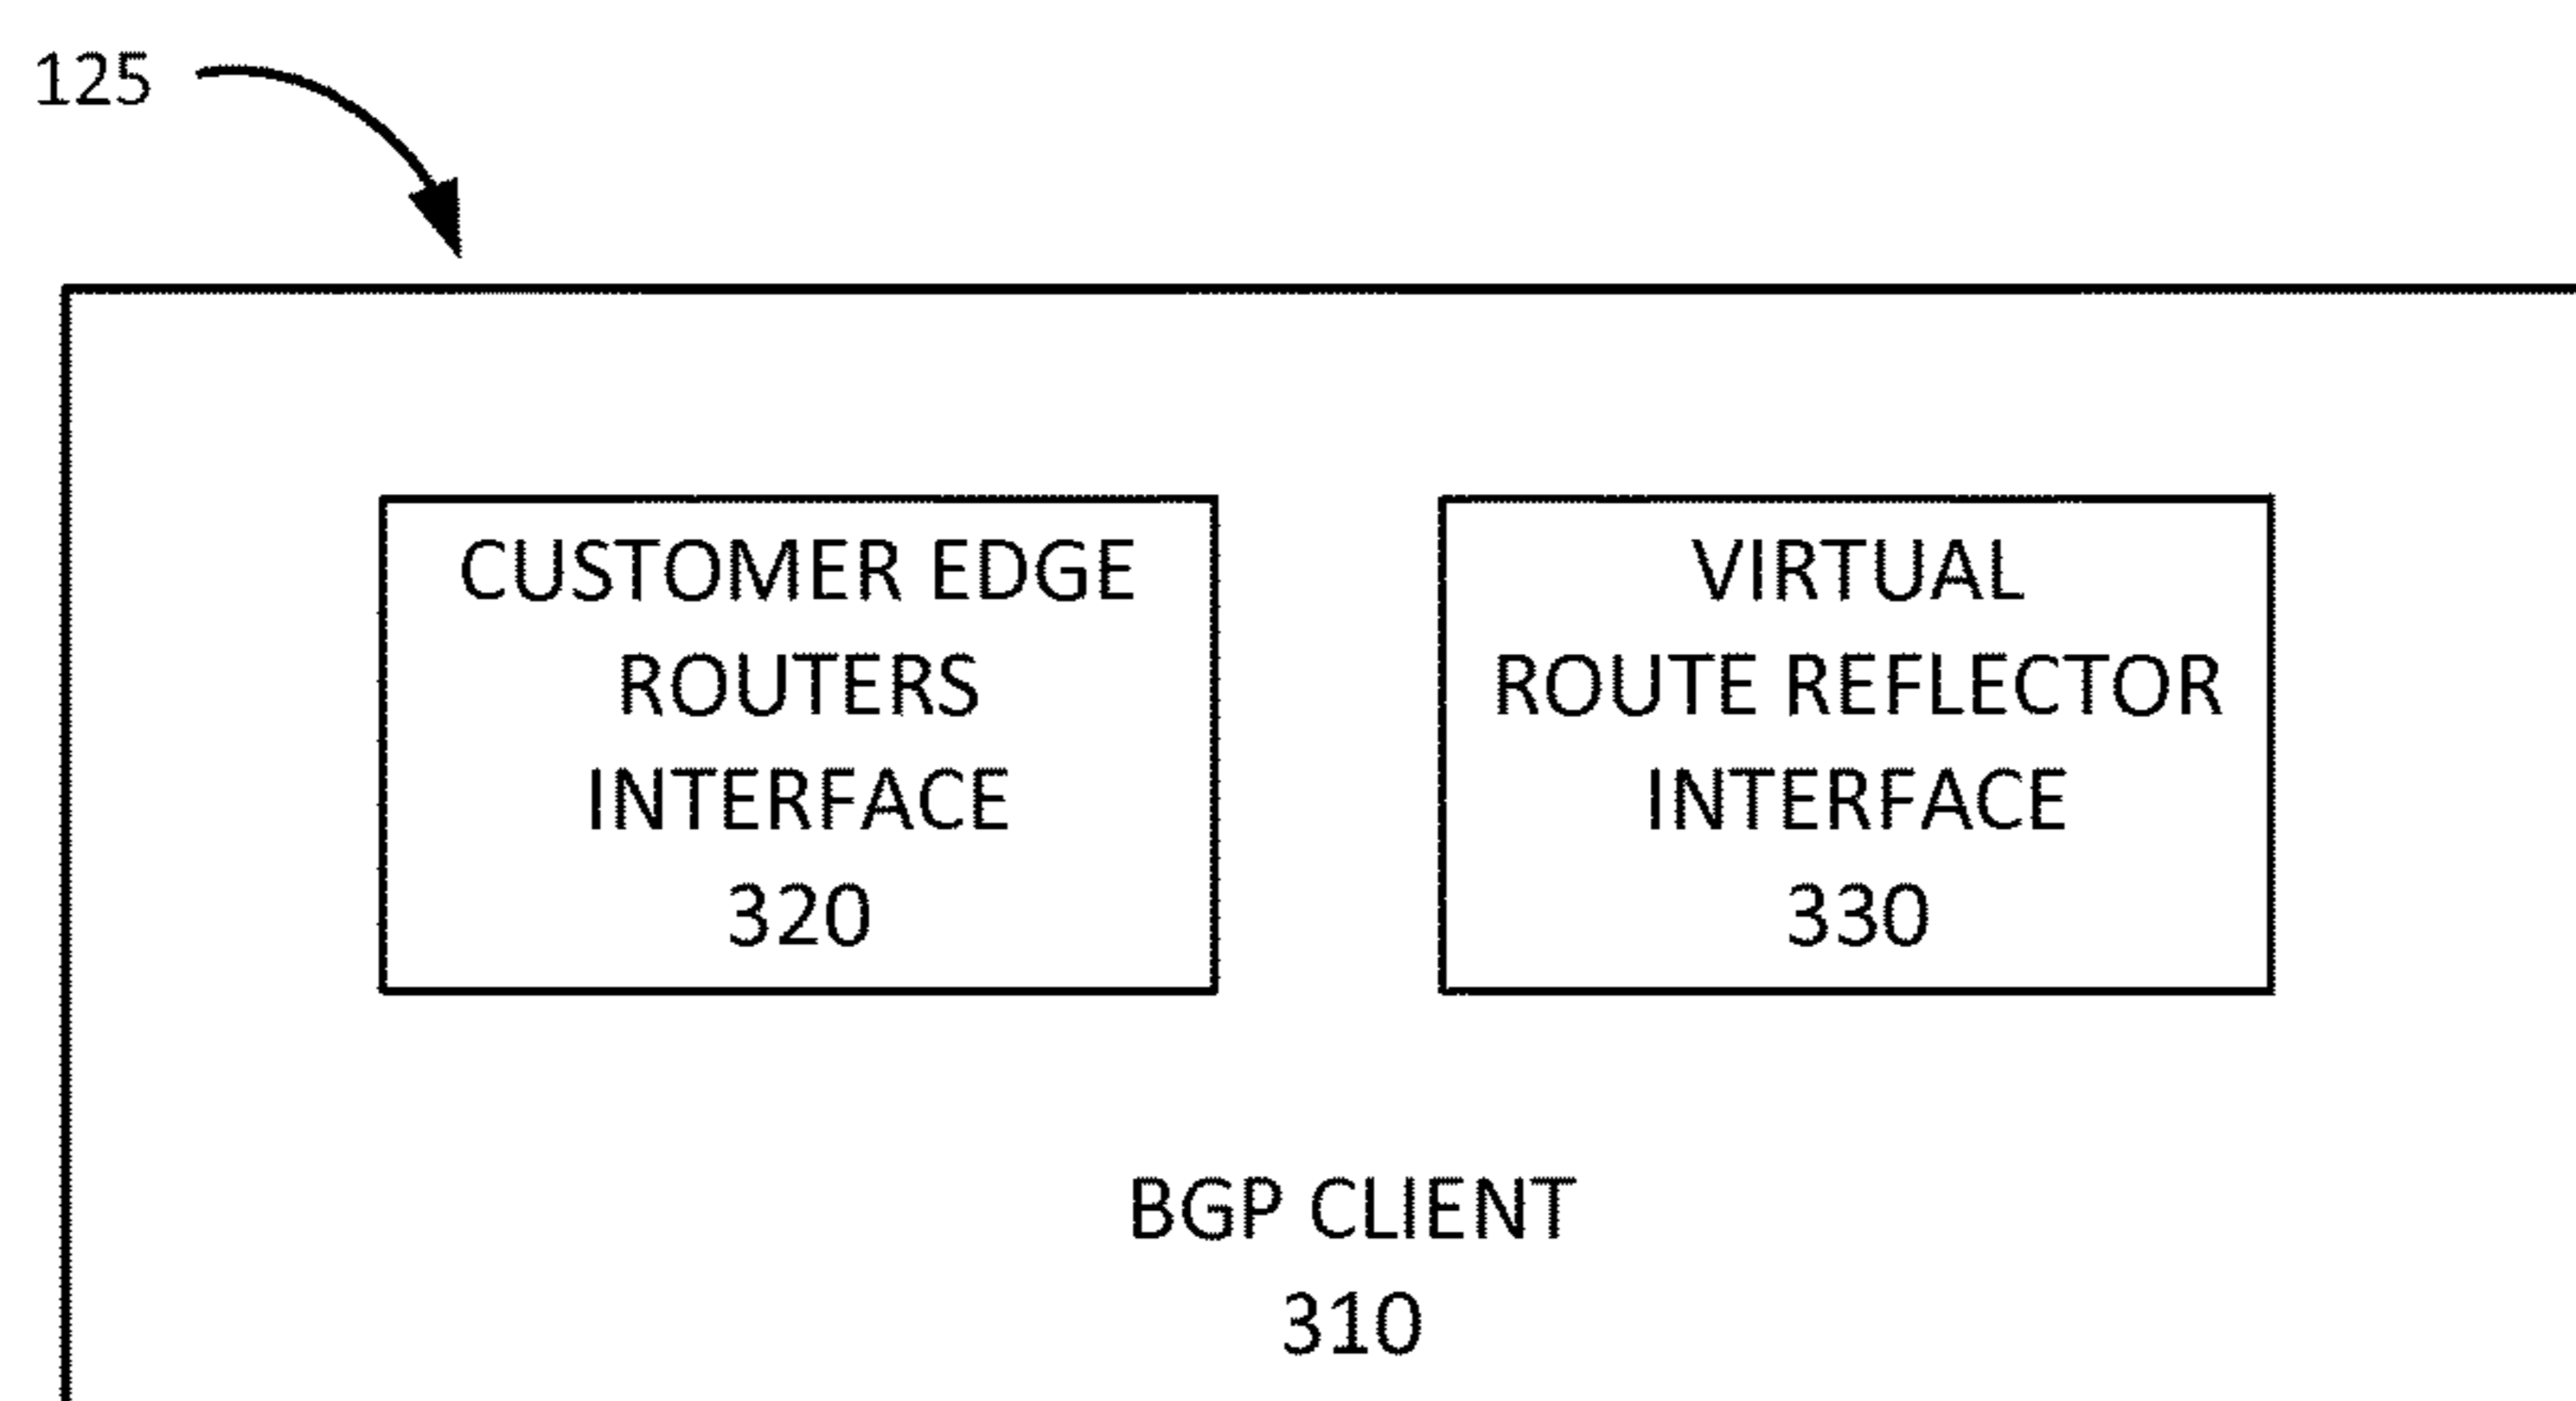 125
CUSTOMER EDGE
ROUTERS
INTERFACE
320
VIRTUAL
ROUTE REFLECTOR
INTERFACE
330
BGP CLIENT
310